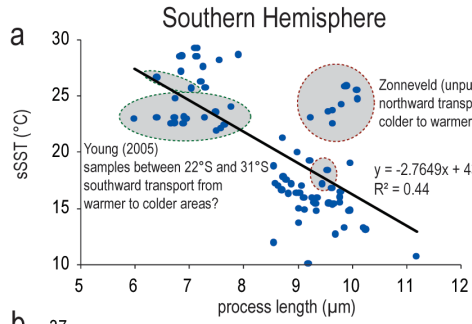 Southern Hemisphere
a
30
25
20
15
10
sSST (°C)
Zonneveld (unpu
northward transp
colder to warmer
Young (2005)
samples between 22°S and 31°S
southward transport from
warmer to colder areas?
y = -2.7649x + 4
R² = 0.44
5 6 7 8 9 10 11 12
process length (µm)
b 37